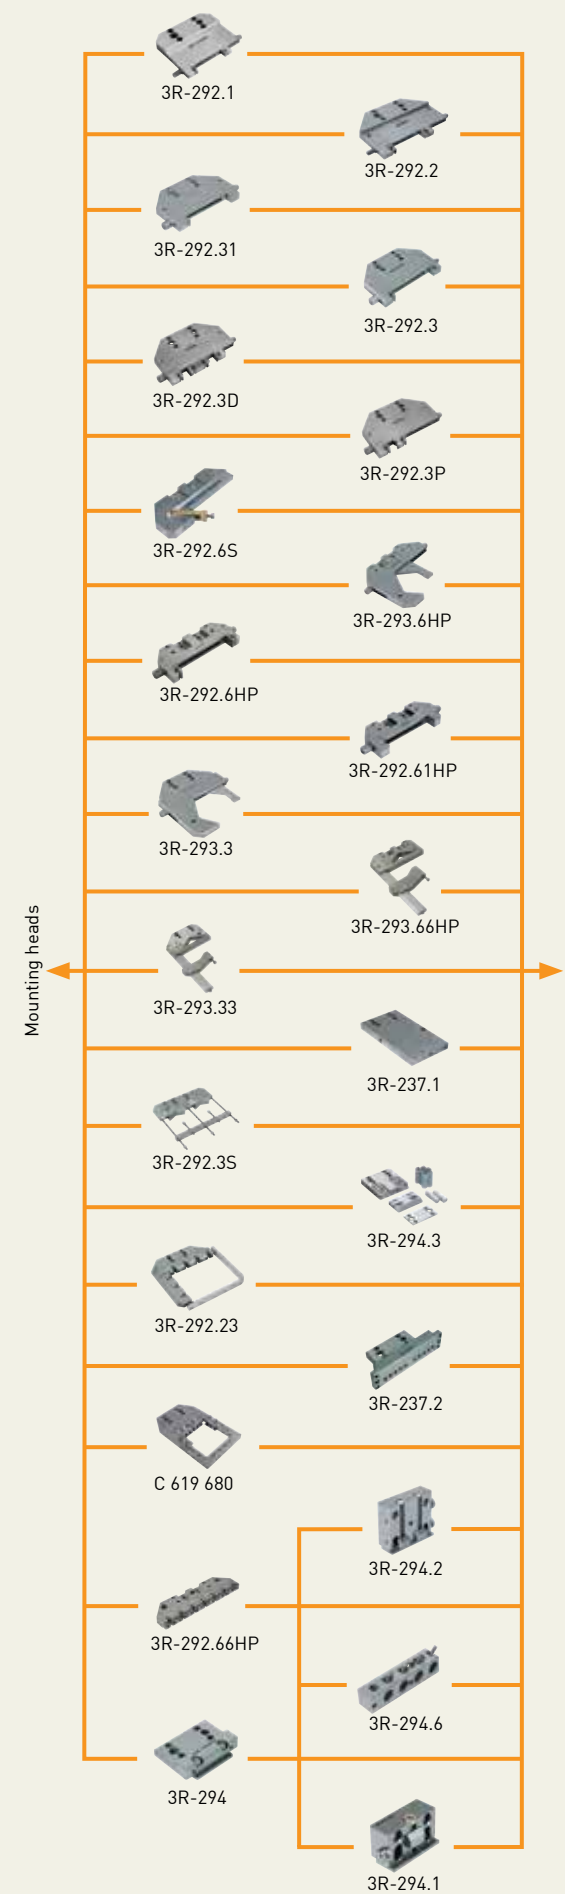 3R-292.1
3R-292.2
3R-292.31
3R-292.3
3R-292.3D
3R-292.3P
3R-292.6S
3R-293.6HP
3R-292.6HP
3R-292.61HP
3R-293.3
3R-293.66HP
Mounting heads
3R-293.33
3R-237.1
3R-292.3S
3R-294.3
3R-292.23
3R-237.2
C 619 680
3R-294.2
3R-292.66HP
3R-294.6
3R-294
3R-294.1